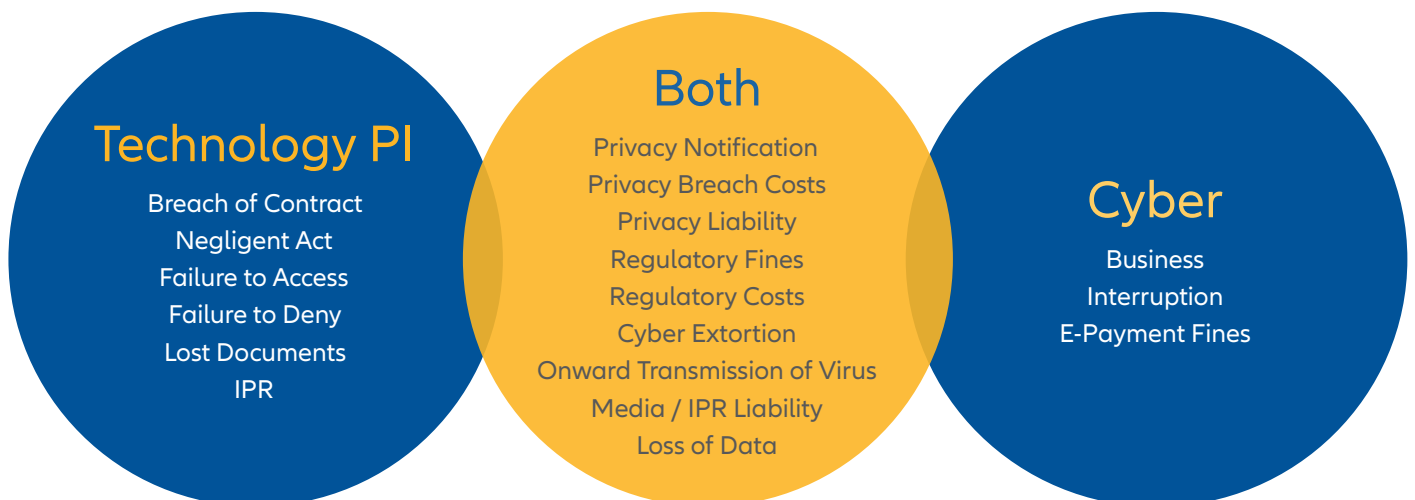 Technology PI
Breach of Contract
Negligent Act
Failure to Access
Failure to Deny
Lost Documents
IPR
Both
Privacy Notification
Privacy Breach Costs
Privacy Liability
Regulatory Fines
Regulatory Costs
Cyber Extortion
Onward Transmission of Virus
Media / IPR Liability
Loss of Data
Cyber
Business
Interruption
E-Payment Fines